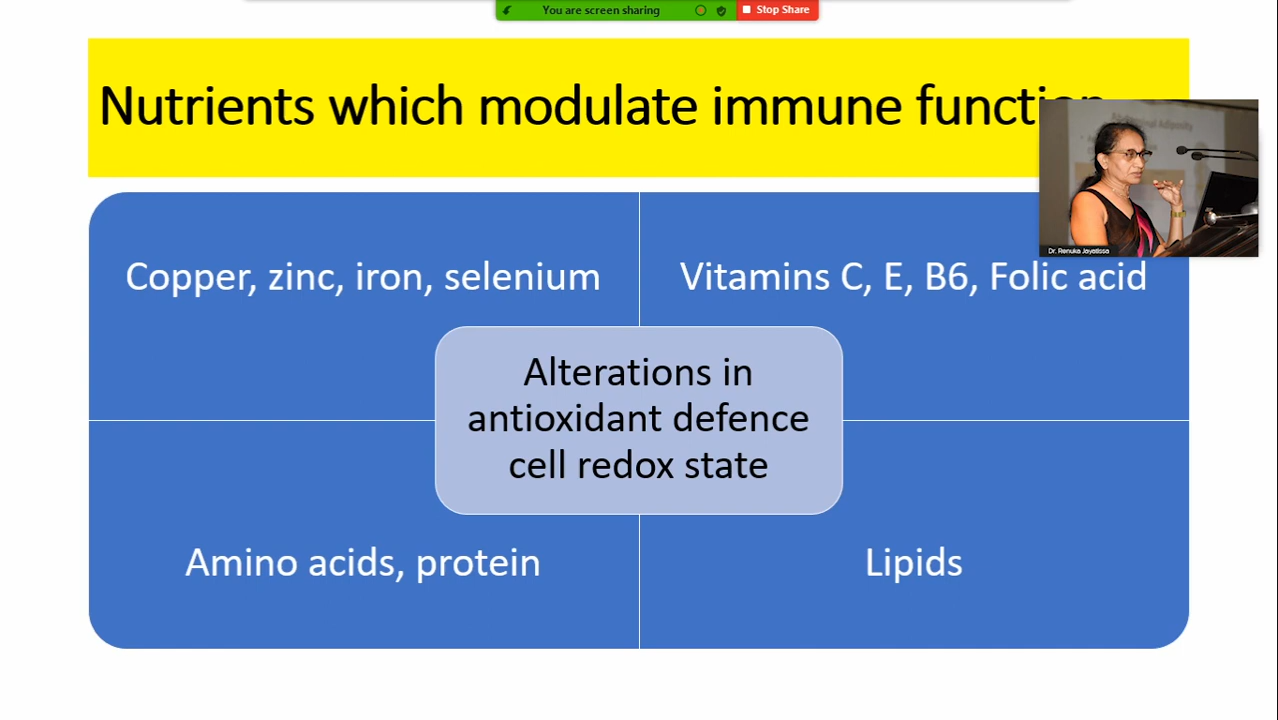 You are screen sharing
Stop Share
Nutrients which modulate immune function
Copper, zinc, iron, selenium
Vitamins C, E, B6, Folic acid
Alterations in
antioxidant defence
cell redox state
Amino acids, protein
Lipids
Dr. Renuka Jayatissa